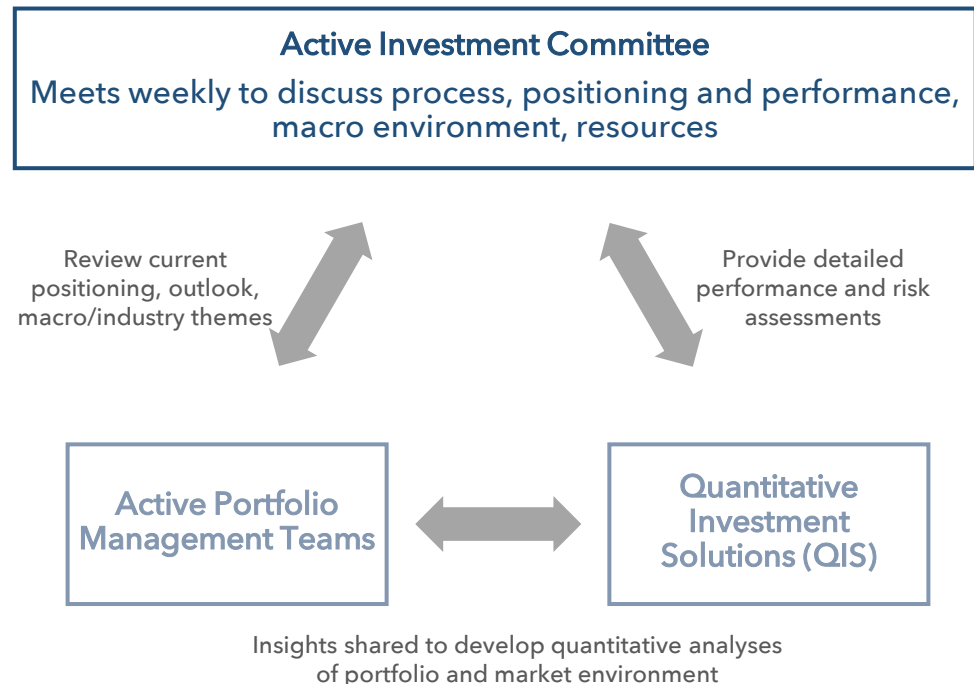 Active Investment Committee
Meets weekly to discuss process, positioning and performance,
macro environment, resources
Review current
positioning, outlook,
macro/industry themes
Provide detailed
performance and risk
assessments
Active Portfolio
Management Teams
Quantitative
Investment
Solutions (QIS)
Insights shared to develop quantitative analyses
of portfolio and market environment